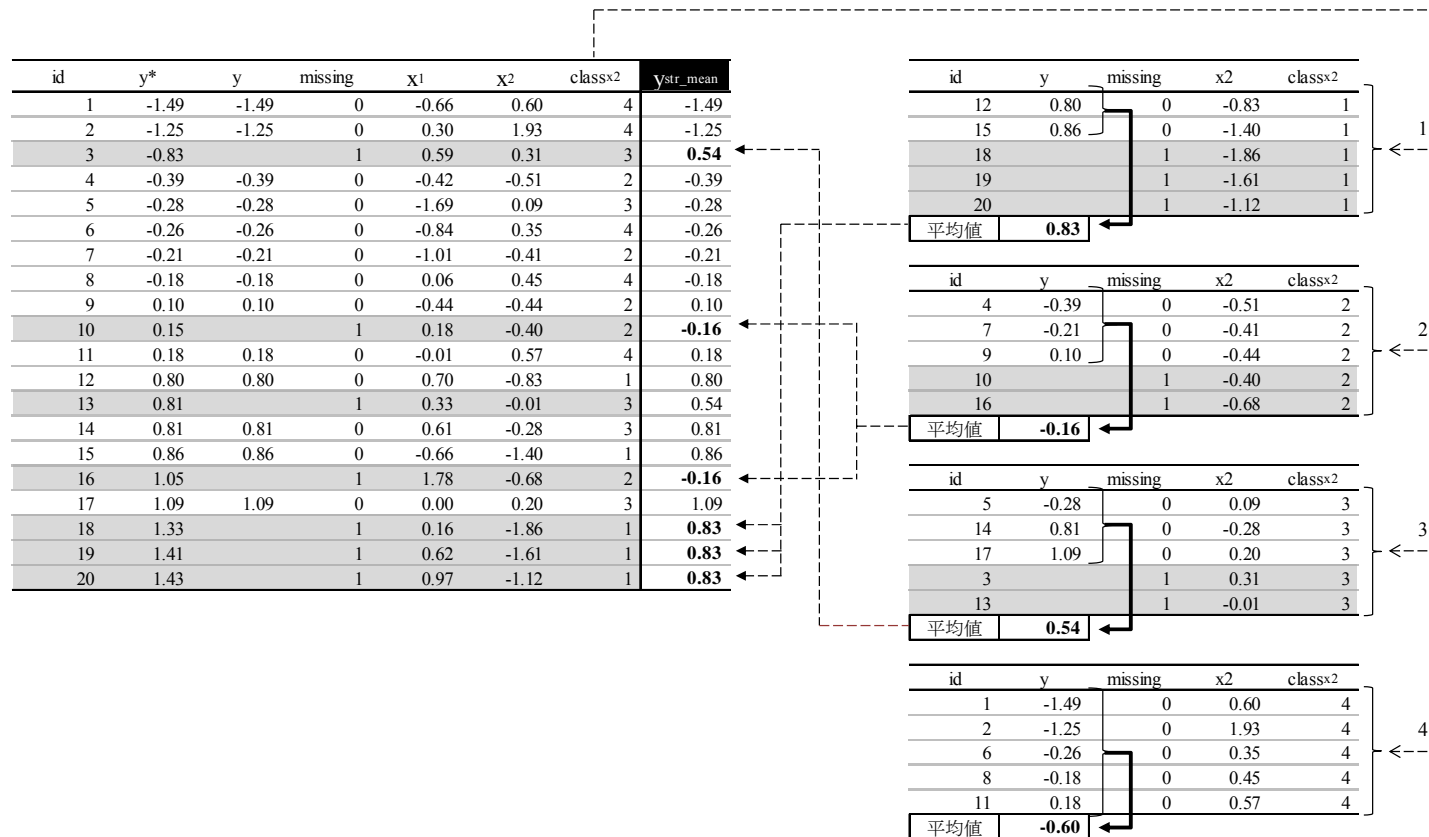 id y* y missing x1 x2 classx2 ystr_mean
1 -1.49 -1.49 0 -0.66 0.60 4 -1.49
2 -1.25 -1.25 0 0.30 1.93 4 -1.25
3 -0.83 1 0.59 0.31 3 0.54
4 -0.39 -0.39 0 -0.42 -0.51 2 -0.39
5 -0.28 -0.28 0 -1.69 0.09 3 -0.28
6 -0.26 -0.26 0 -0.84 0.35 4 -0.26
7 -0.21 -0.21 0 -1.01 -0.41 2 -0.21
8 -0.18 -0.18 0 0.06 0.45 4 -0.18
9 0.10 0.10 0 -0.44 -0.44 2 0.10
10 0.15 1 0.18 -0.40 2 -0.16
11 0.18 0.18 0 -0.01 0.57 4 0.18
12 0.80 0.80 0 0.70 -0.83 1 0.80
13 0.81 1 0.33 -0.01 3 0.54
14 0.81 0.81 0 0.61 -0.28 3 0.81
15 0.86 0.86 0 -0.66 -1.40 1 0.86
16 1.05 1 1.78 -0.68 2 -0.16
17 1.09 1.09 0 0.00 0.20 3 1.09
18 1.33 1 0.16 -1.86 1 0.83
19 1.41 1 0.62 -1.61 1 0.83
20 1.43 1 0.97 -1.12 1 0.83
id y missing x2 classx2
12 0.80 0 -0.83 1
15 0.86 0 -1.40 1
18 1 -1.86 1
19 1 -1.61 1
20 1 -1.12 1
平均値 0.83
1
id y missing x2 classx2
4 -0.39 0 -0.51 2
7 -0.21 0 -0.41 2
9 0.10 0 -0.44 2
10 1 -0.40 2
16 1 -0.68 2
平均値 -0.16
2
id y missing x2 classx2
5 -0.28 0 0.09 3
14 0.81 0 -0.28 3
17 1.09 0 0.20 3
3 1 0.31 3
13 1 -0.01 3
平均値 0.54
3
id y missing x2 classx2
1 -1.49 0 0.60 4
2 -1.25 0 1.93 4
6 -0.26 0 0.35 4
8 -0.18 0 0.45 4
11 0.18 0 0.57 4
平均値 -0.60
4